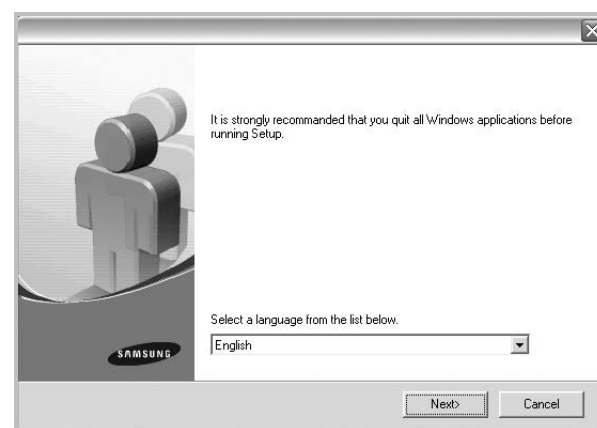 It is strongly recommanded that you quit all Windows applications before
running Setup.
Select a language from the list below.
English
SAMSUNG
Next>
Cancel